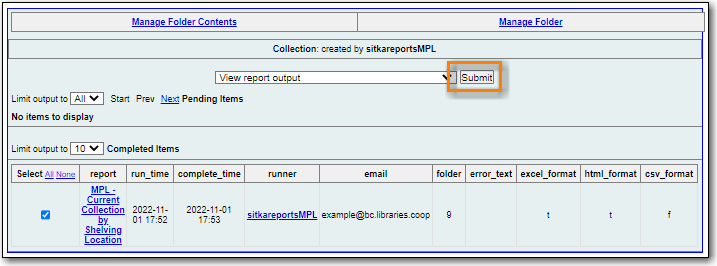 Manage Folder Contents Manage Folder
Collection: created by sitkareportsMPL
View report output Submit
Limit output to All Start Prev Next Pending Items
No items to display
Limit output to 10 Completed Items
Select All None report run_time complete_time runner email folder error_text excel_format html_format csv_format
MPL -
Current
Collection
by
Shelving
Location
2022-11-
01 17:52
2022-11-01
17:53
sitkareportsMPL example@bc.libraries.coop 9 t t f